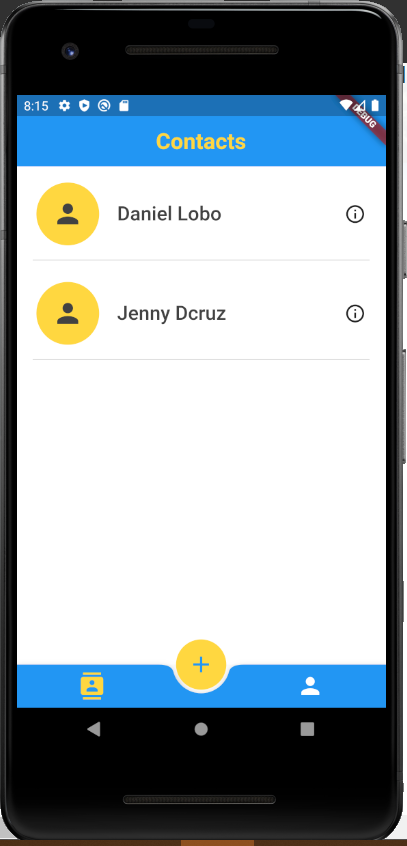 8:15
DEBUG
Contacts
Daniel Lobo
Jenny Dcruz